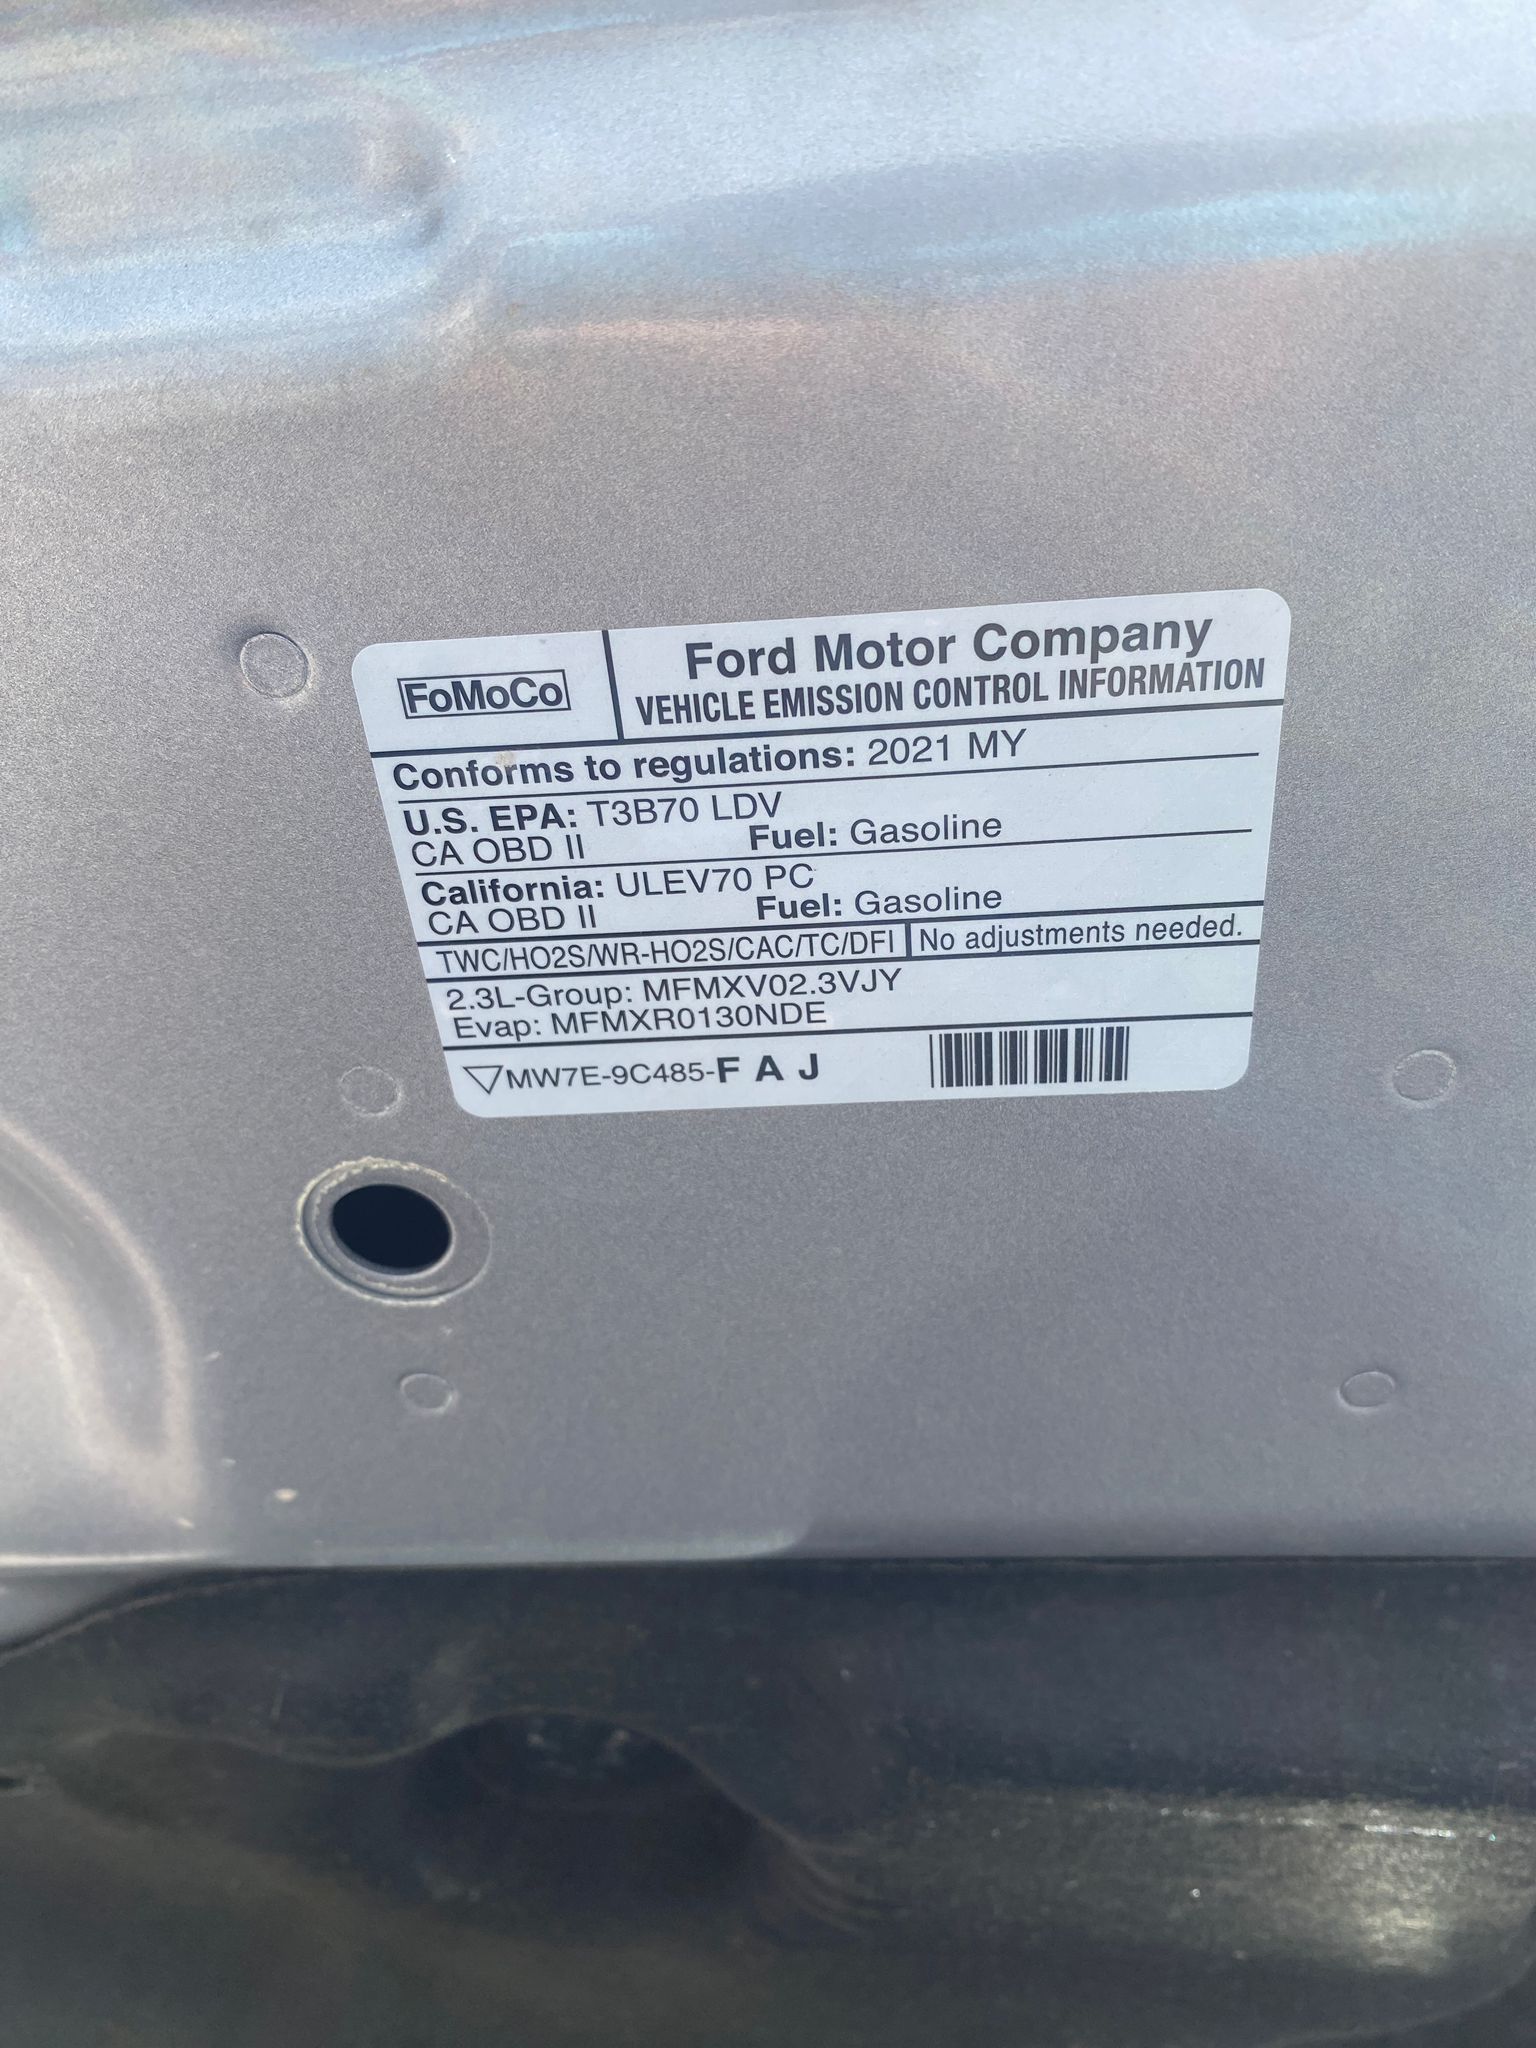 FoMoCo
Ford Motor Company
VEHICLE EMISSION CONTROL INFORMATION
Conforms to regulations: 2021 MY
U.S. EPA: T3B70 LDV
CA OBD II Fuel: Gasoline
California: ULEV70 PC
CA OBD II Fuel: Gasoline
TWC/HO2S/WR-HO2S/CAC/TC/DFI No adjustments needed.
2.3L-Group: MFMXV02.3VJY
Evap: MFMXR0130NDE
MW7E-9C485-F A J